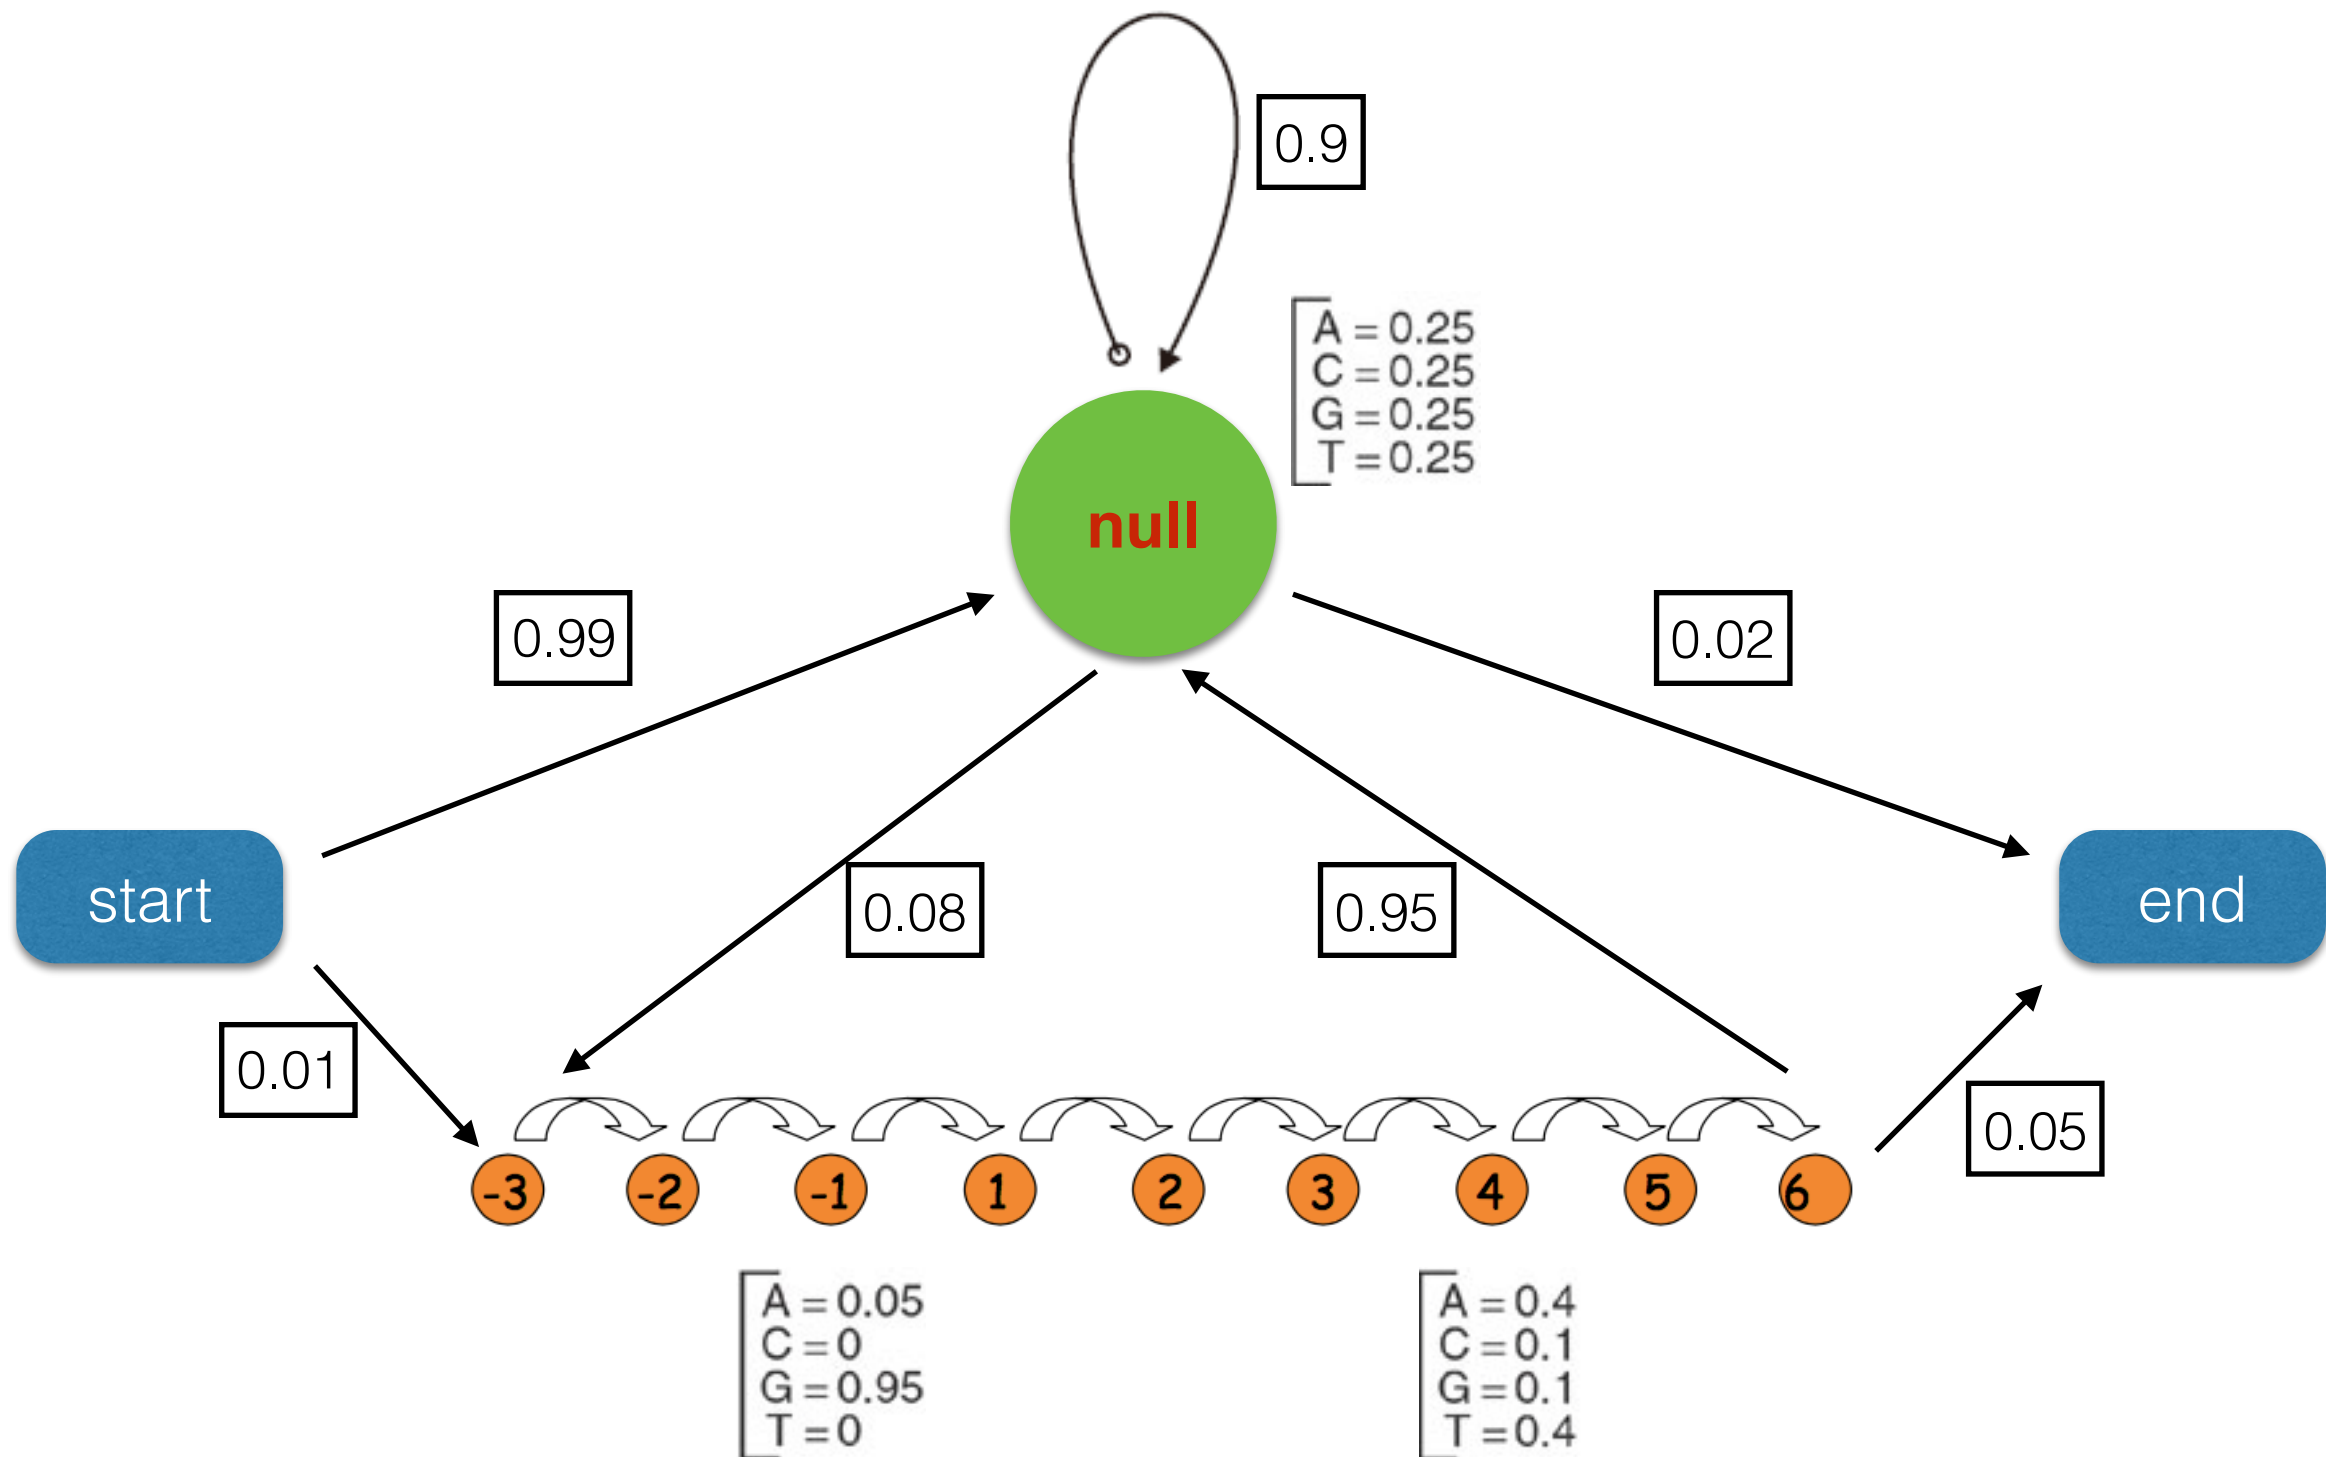 0.9
A = 0.25
C = 0.25
G = 0.25
T = 0.25
null
0.99
0.02
start
0.08
0.95
end
0.01
0.05
-3 -2 -1 1 2 3 4 5 6
A = 0.05
C = 0
G = 0.95
T = 0
A = 0.4
C = 0.1
G = 0.1
T = 0.4